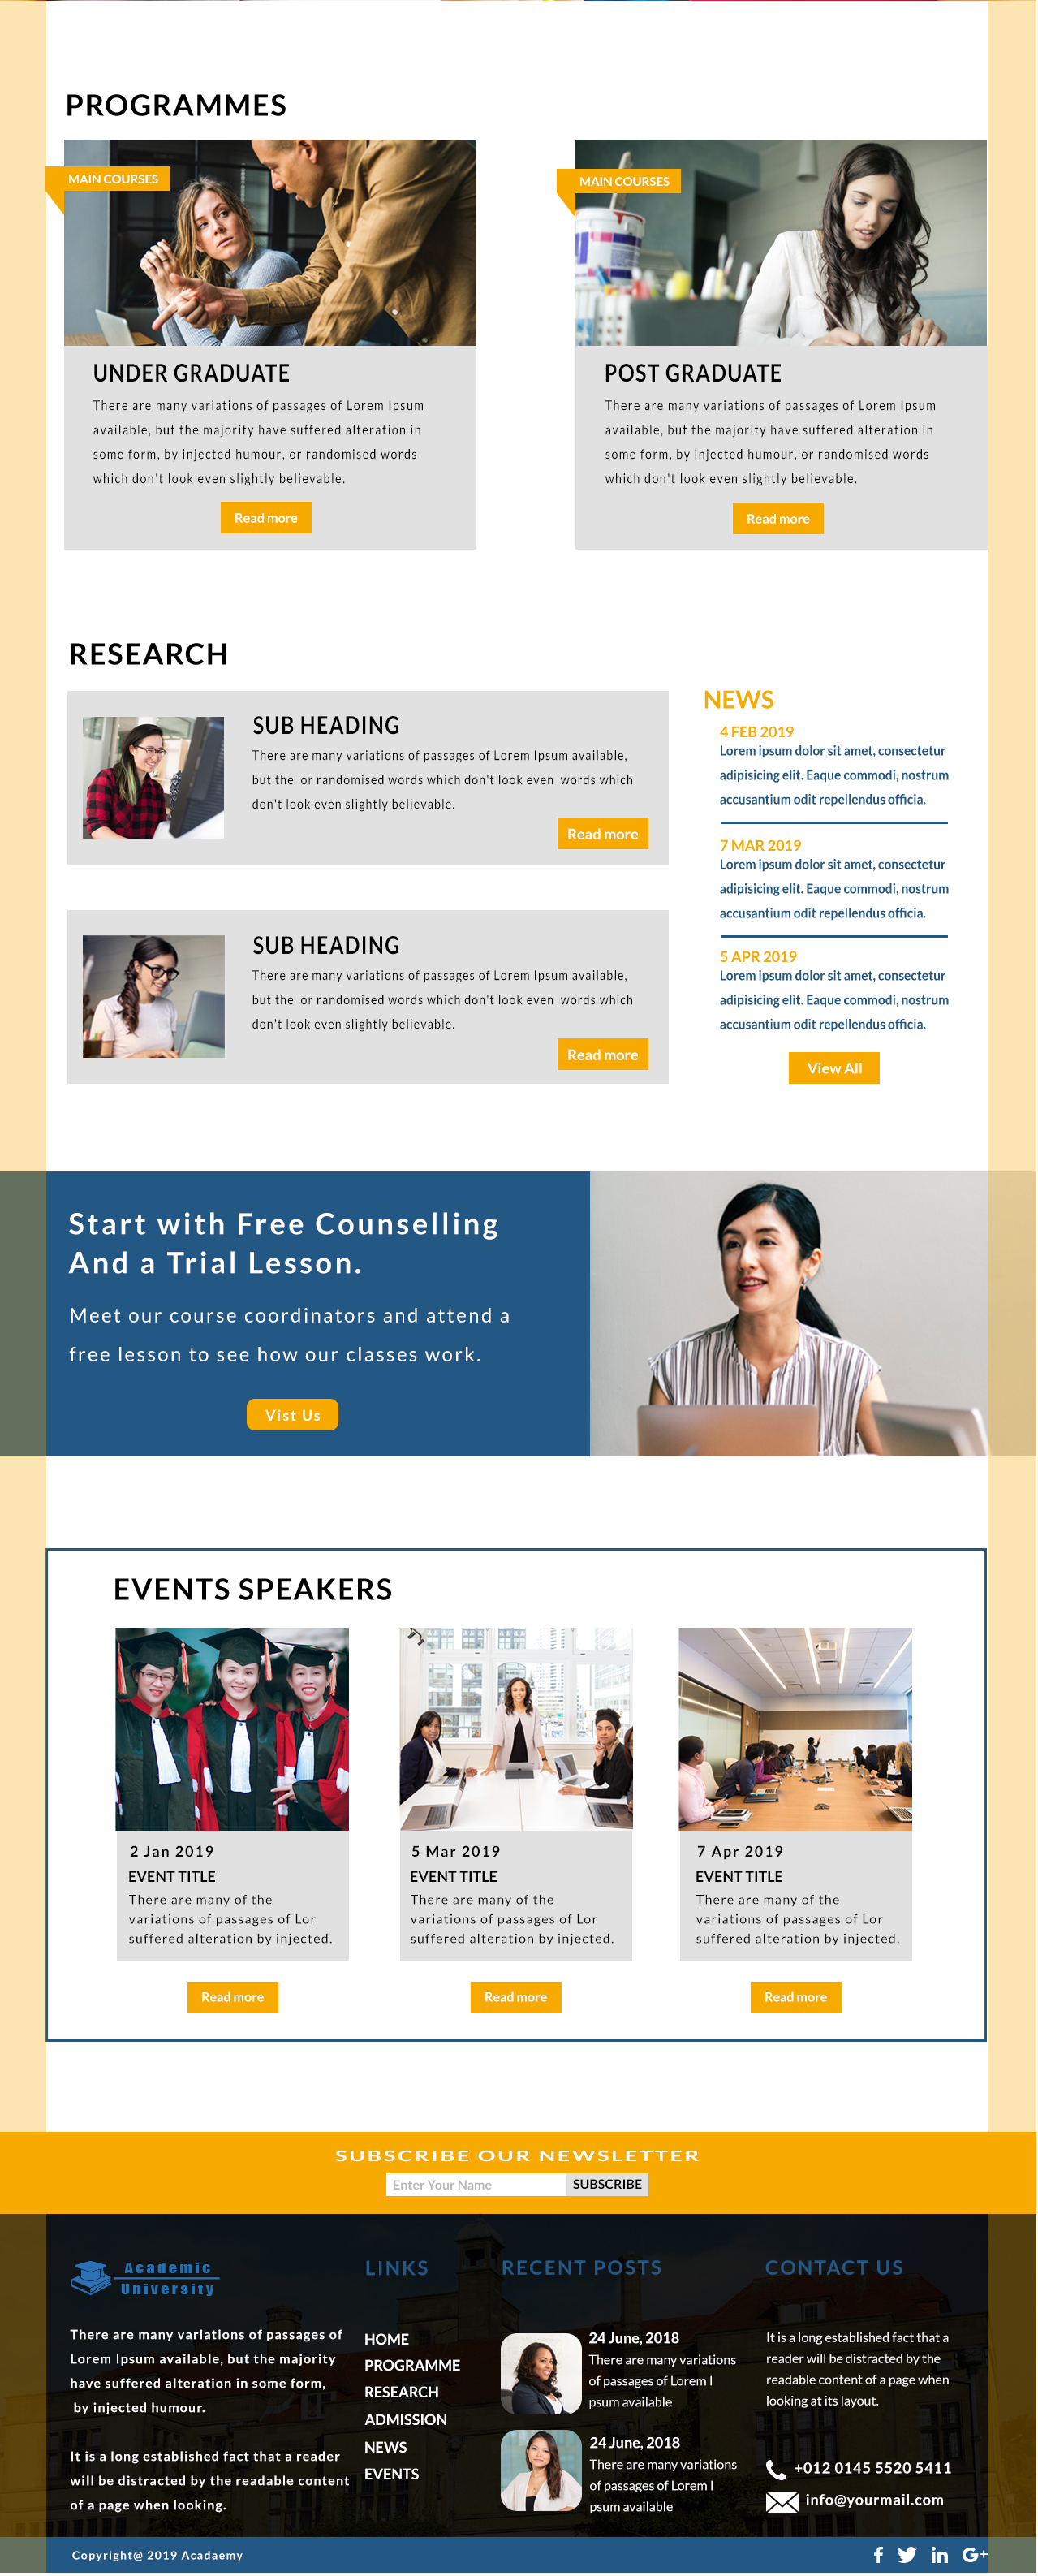 PROGRAMMES
MAIN COURSES
UNDER GRADUATE
There are many variations of passages of Lorem Ipsum
available, but the majority have suffered alteration in
some form, by injected humour, or randomised words
which don't look even slightly believable.
Read more
MAIN COURSES
POST GRADUATE
There are many variations of passages of Lorem Ipsum
available, but the majority have suffered alteration in
some form, by injected humour, or randomised words
which don't look even slightly believable.
Read more
RESEARCH
SUB HEADING
There are many variations of passages of Lorem Ipsum available,
but the or randomised words which don't look even words which
don't look even slightly believable.
Read more
SUB HEADING
There are many variations of passages of Lorem Ipsum available,
but the or randomised words which don't look even words which
don't look even slightly believable.
Read more
NEWS
4 FEB 2019
Lorem ipsum dolor sit amet, consectetur
adipisicing elit. Eaque commodi, nostrum
accusantium odit repellendus officia.
7 MAR 2019
Lorem ipsum dolor sit amet, consectetur
adipisicing elit. Eaque commodi, nostrum
accusantium odit repellendus officia.
5 APR 2019
Lorem ipsum dolor sit amet, consectetur
adipisicing elit. Eaque commodi, nostrum
accusantium odit repellendus officia.
View All
Start with Free Counselling
And a Trial Lesson.
Meet our course coordinators and attend a
free lesson to see how our classes work.
Vist Us
EVENTS SPEAKERS
2 Jan 2019
EVENT TITLE
There are many of the
variations of passages of Lor
suffered alteration by injected.
Read more
5 Mar 2019
EVENT TITLE
There are many of the
variations of passages of Lor
suffered alteration by injected.
Read more
7 Apr 2019
EVENT TITLE
There are many of the
variations of passages of Lor
suffered alteration by injected.
Read more
SUBSCRIBE OUR NEWSLETTER
Enter Your Name
SUBSCRIBE
Academic
University
There are many variations of passages of
Lorem Ipsum available, but the majority
have suffered alteration in some form,
by injected humour.
It is a long established fact that a reader
will be distracted by the readable content
of a page when looking.
LINKS
HOME
PROGRAMME
RESEARCH
ADMISSION
NEWS
EVENTS
RECENT POSTS
24 June, 2018
There are many variations
of passages of Lorem I
psum available
24 June, 2018
There are many variations
of passages of Lorem I
psum available
CONTACT US
It is a long established fact that a
reader will be distracted by the
readable content of a page when
looking at its layout.
+012 0145 5520 5411
info@yourmail.com
Copyright@ 2019 Acadaemy
f in G+